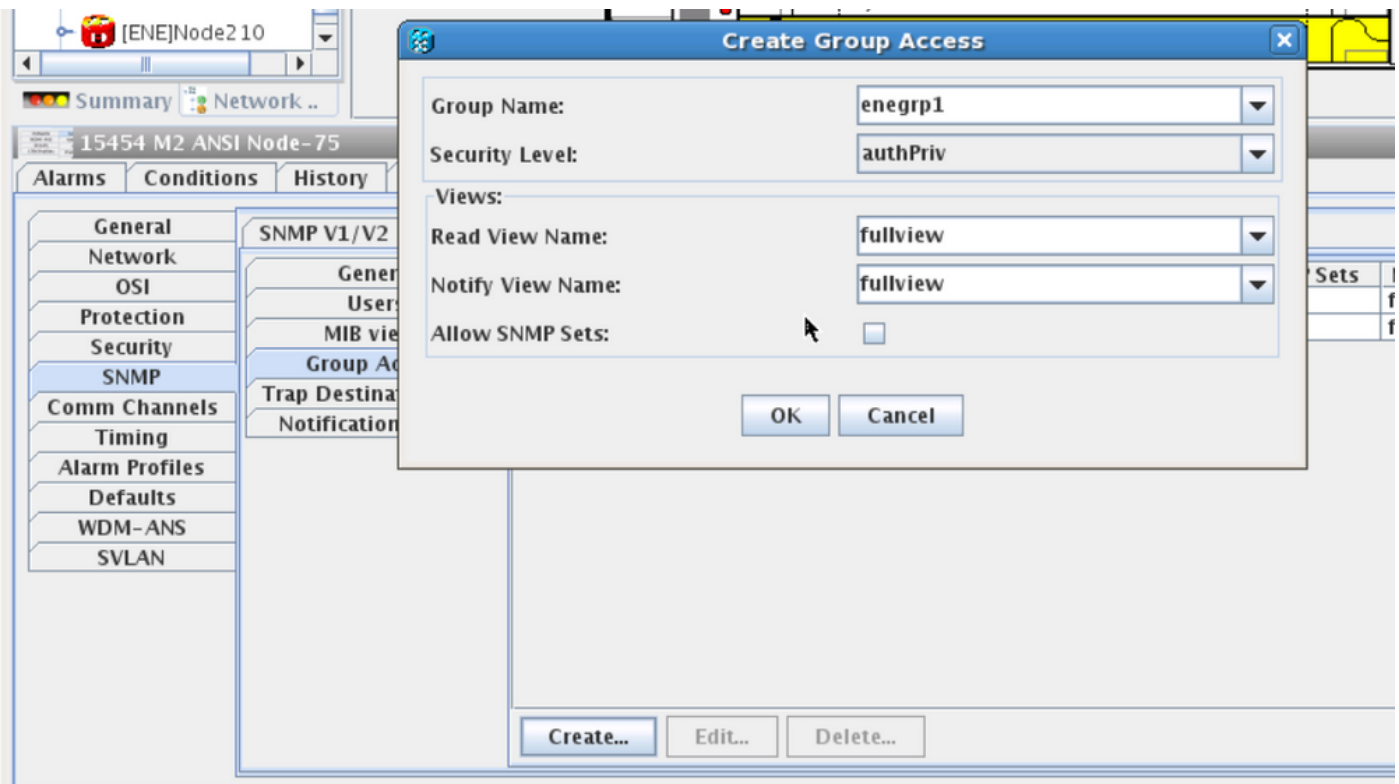 [ENE]Node210
Summary Network ..
15454 M2 ANSI Node-75
Alarms Conditions History
General
Network
OSI
Protection
Security
SNMP
Comm Channels
Timing
Alarm Profiles
Defaults
WDM-ANS
SVLAN
SNMP V1/V2
Gener
Users
MIB vie
Group Ac
Trap Destina
Notification
Create Group Access
Group Name: enegrp1
Security Level: authPriv
Views:
Read View Name: fullview
Notify View Name: fullview
Allow SNMP Sets:
OK Cancel
Sets
Create... Edit... Delete...